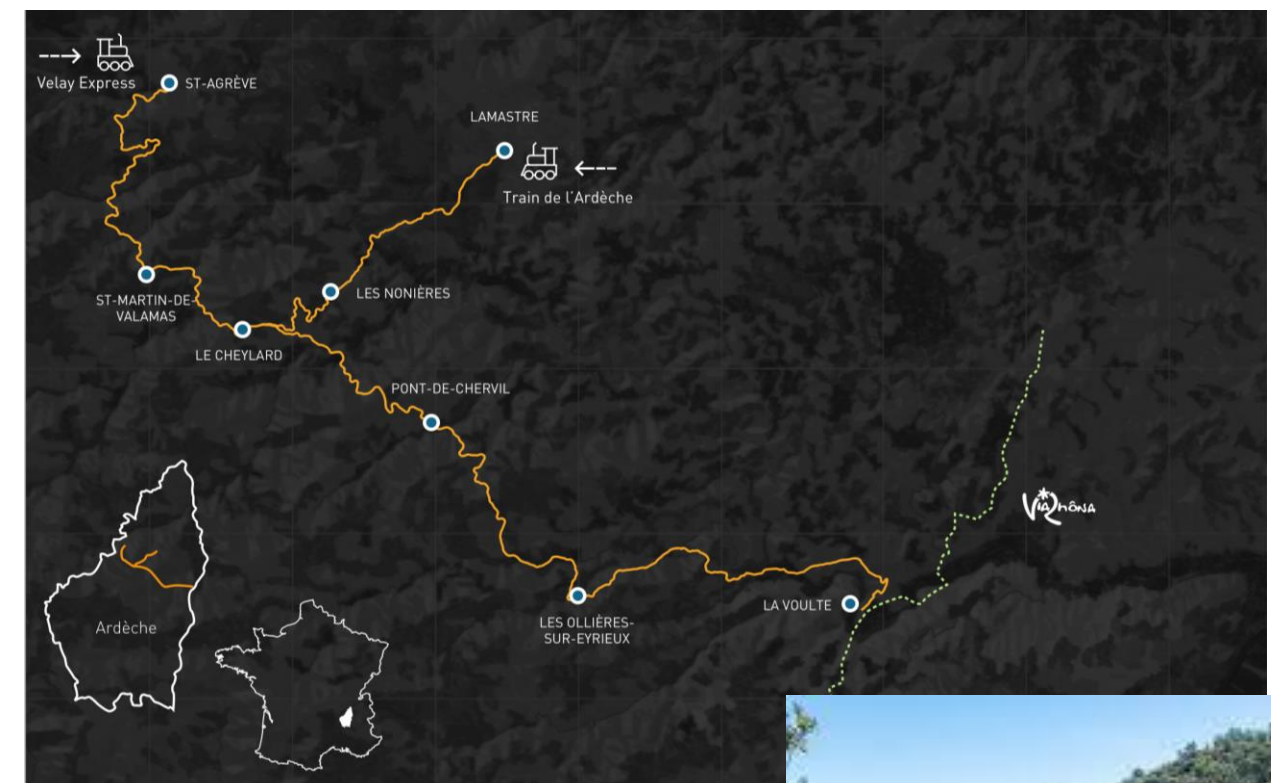 Velay Express
ST-AGRÈVE
LAMASTRE
Train de l'Ardèche
ST-MARTIN-DE-
VALAMAS
LES NONIÈRES
LE CHEYLARD
PONT-DE-CHERVIL
ViaRhôna
LES OLLIÈRES-
SUR-EYRIEUX
LA VOULTE
Ardèche